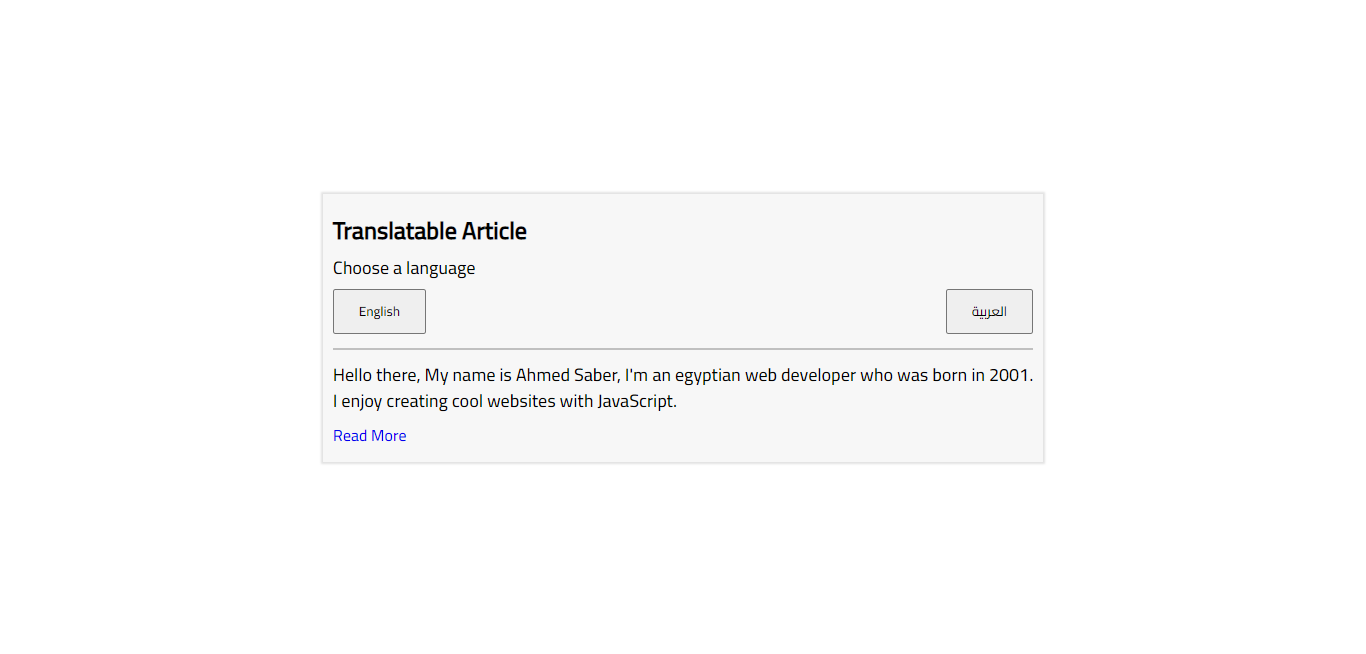 Translatable Article
Choose a language
English
العربية
Hello there, My name is Ahmed Saber, I'm an egyptian web developer who was born in 2001.
I enjoy creating cool websites with JavaScript.
Read More